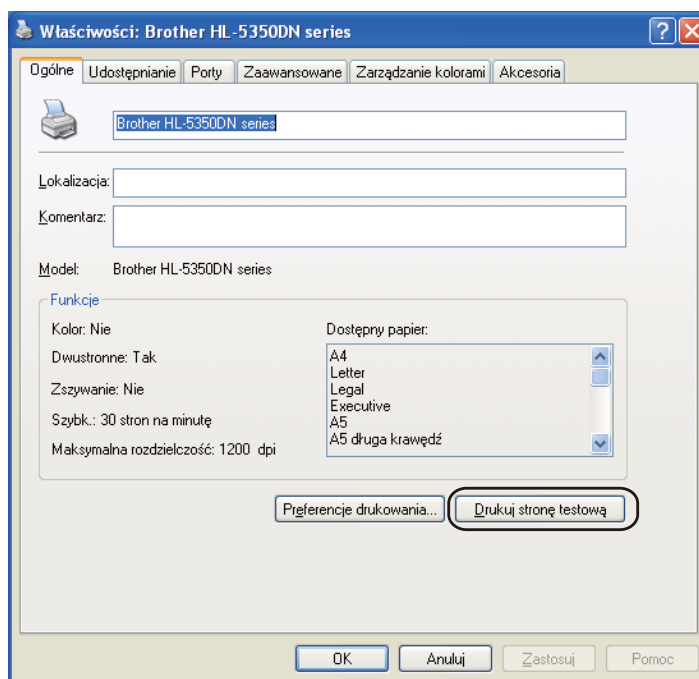 Właściwości: Brother HL-5350DN series
Ogólne Udostępnianie Porty Zaawansowane Zarządzanie kolorami Akcesoria
Brother HL-5350DN series
Lokalizacja:
Komentarz:
Model: Brother HL-5350DN series
Funkcje
Kolor: Nie
Dwustronne: Tak
Zszywanie: Nie
Szybk.: 30 stron na minutę
Maksymalna rozdzielczość: 1200 dpi
Dostępny papier:
A4
Letter
Legal
Executive
A5
A5 długa krawędź
Preferencje drukowania... Drukuj stronę testową
OK Anuluj Zastosuj Pomoc